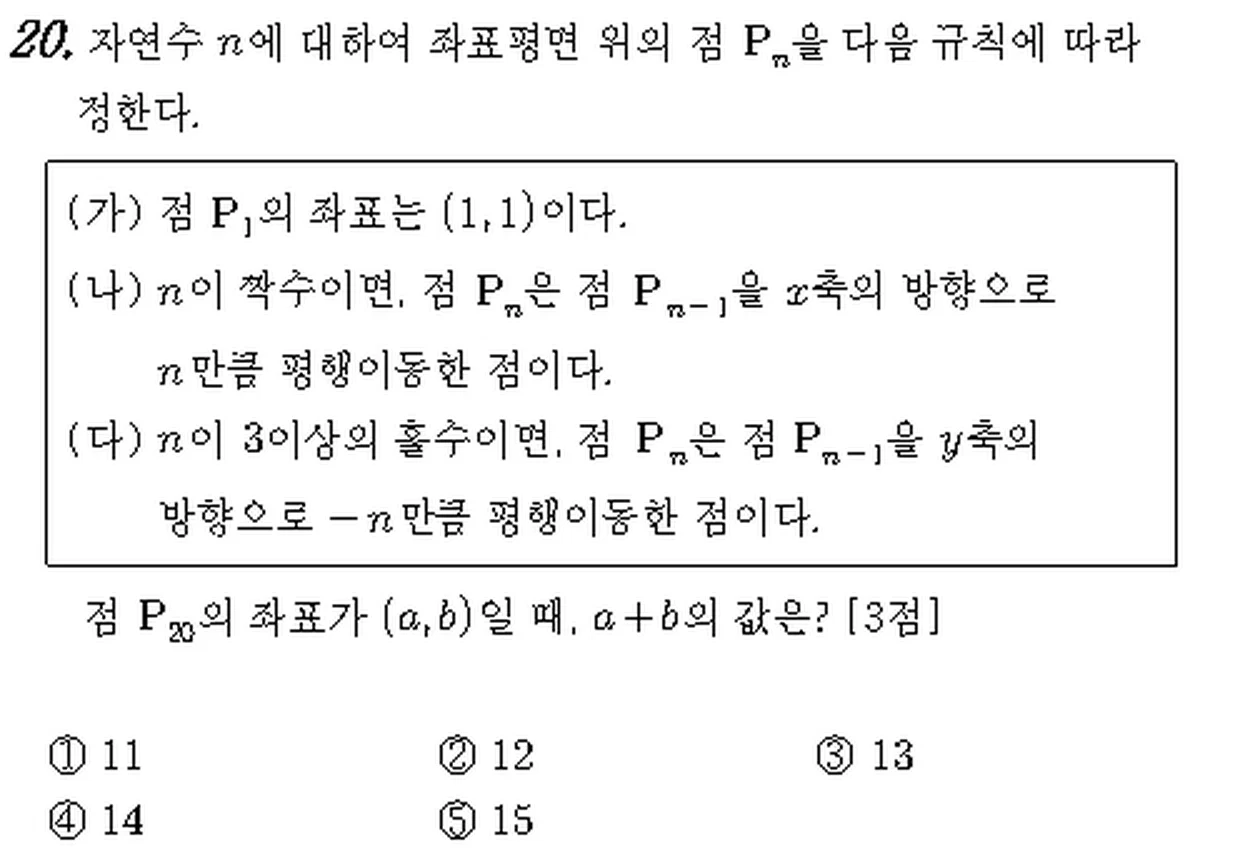 20. 자연수 n에 대하여 좌표평면 위의 점 Pₙ을 다음 규칙에 따라
정한다.
(가) 점 P₁의 좌표는 (1, 1)이다.
(나) n이 짝수이면, 점 Pₙ은 점 Pₙ₋₁을 x축의 방향으로
n만큼 평행이동한 점이다.
(다) n이 3이상의 홀수이면, 점 Pₙ은 점 Pₙ₋₁을 y축의
방향으로 −n만큼 평행이동한 점이다.
점 P₂₀의 좌표가 (a, b)일 때, a+b의 값은? [3점]
① 11 ② 12 ③ 13
④ 14 ⑤ 15